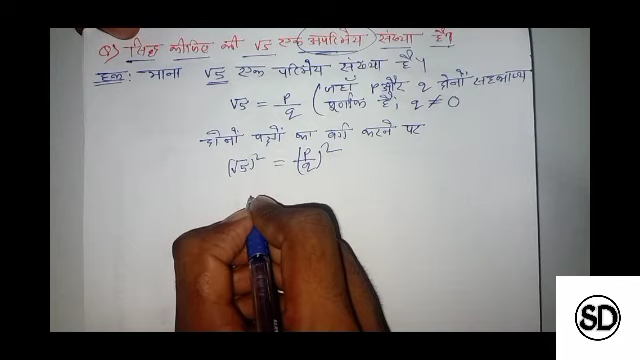 Q) सिद्ध कीजिए की √5 एक अपरिमेय संख्या है?
हल:- माना √5 एक परिमेय संख्या है।
√5 = p/q (जहाँ p और q दोनों सहभाज्य
पूर्णांक हैं, q ≠ 0
दोनों पक्षों का वर्ग करने पर
(√5)² = (p/q)²
SD